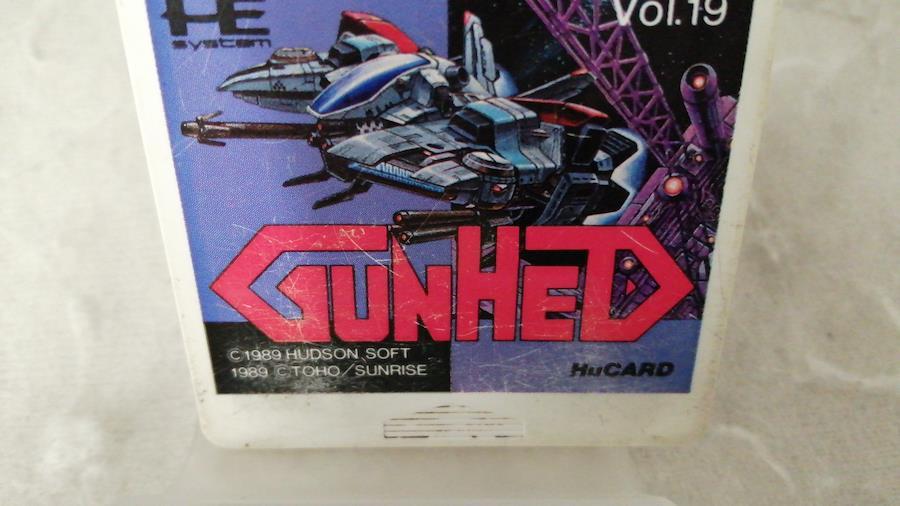 HE
system
Vol.19
GUNHED
© 1989 HUDSON SOFT
1989 © TOHO/SUNRISE
HuCARD